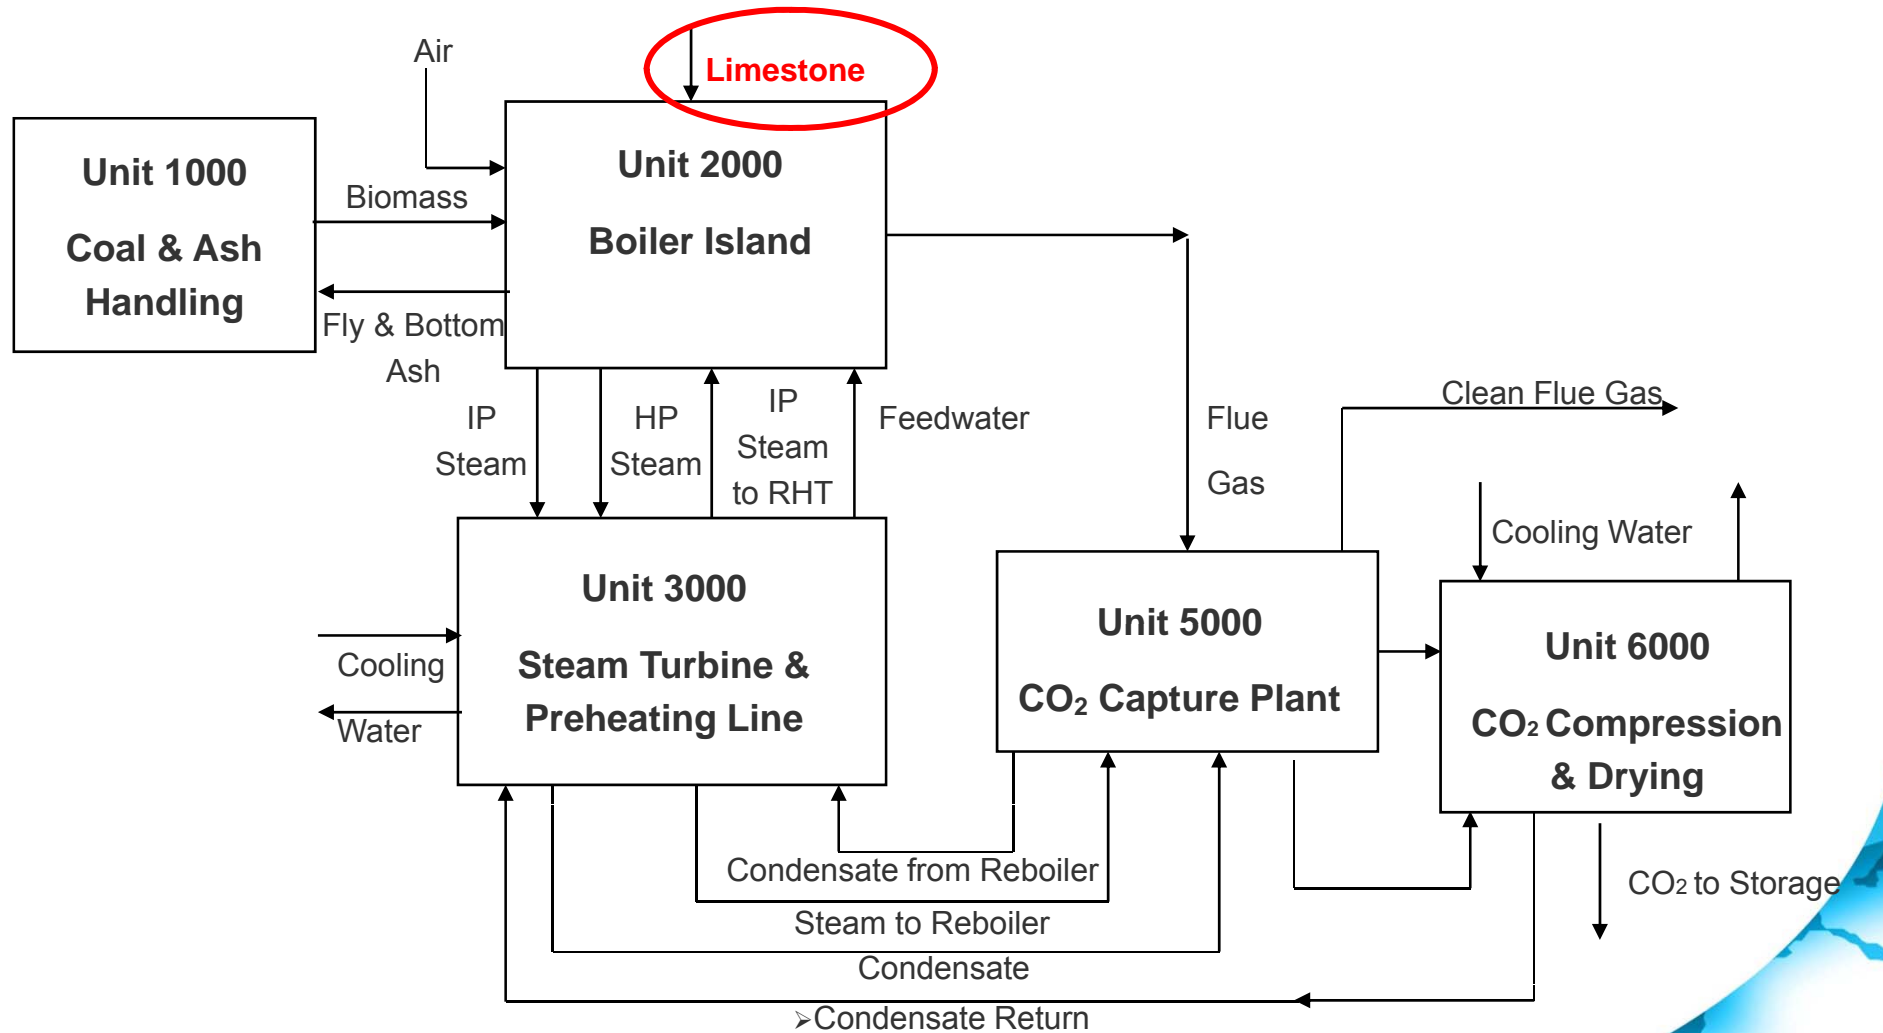 Air
Limestone
Unit 1000
Coal & Ash
Handling
Biomass
Fly & Bottom
Ash
Unit 2000
Boiler Island
IP
Steam
HP
Steam
IP
Steam
to RHT
Feedwater
Flue
Gas
Clean Flue Gas
Cooling Water
Unit 3000
Steam Turbine &
Preheating Line
Cooling
Water
Unit 5000
CO₂ Capture Plant
Unit 6000
CO₂ Compression
& Drying
Condensate from Reboiler
Steam to Reboiler
Condensate
➢Condensate Return
CO₂ to Storage